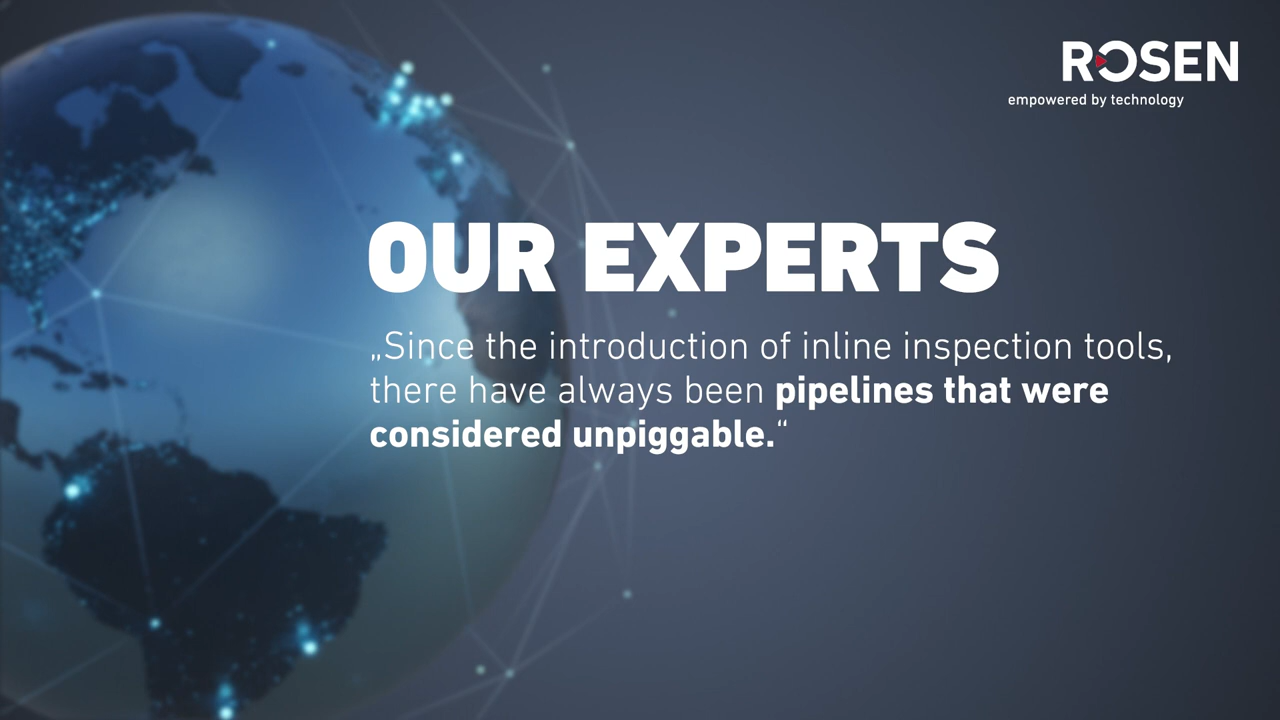 ROSEN
empowered by technology
OUR EXPERTS
„Since the introduction of inline inspection tools,
there have always been pipelines that were
considered unpiggable.“